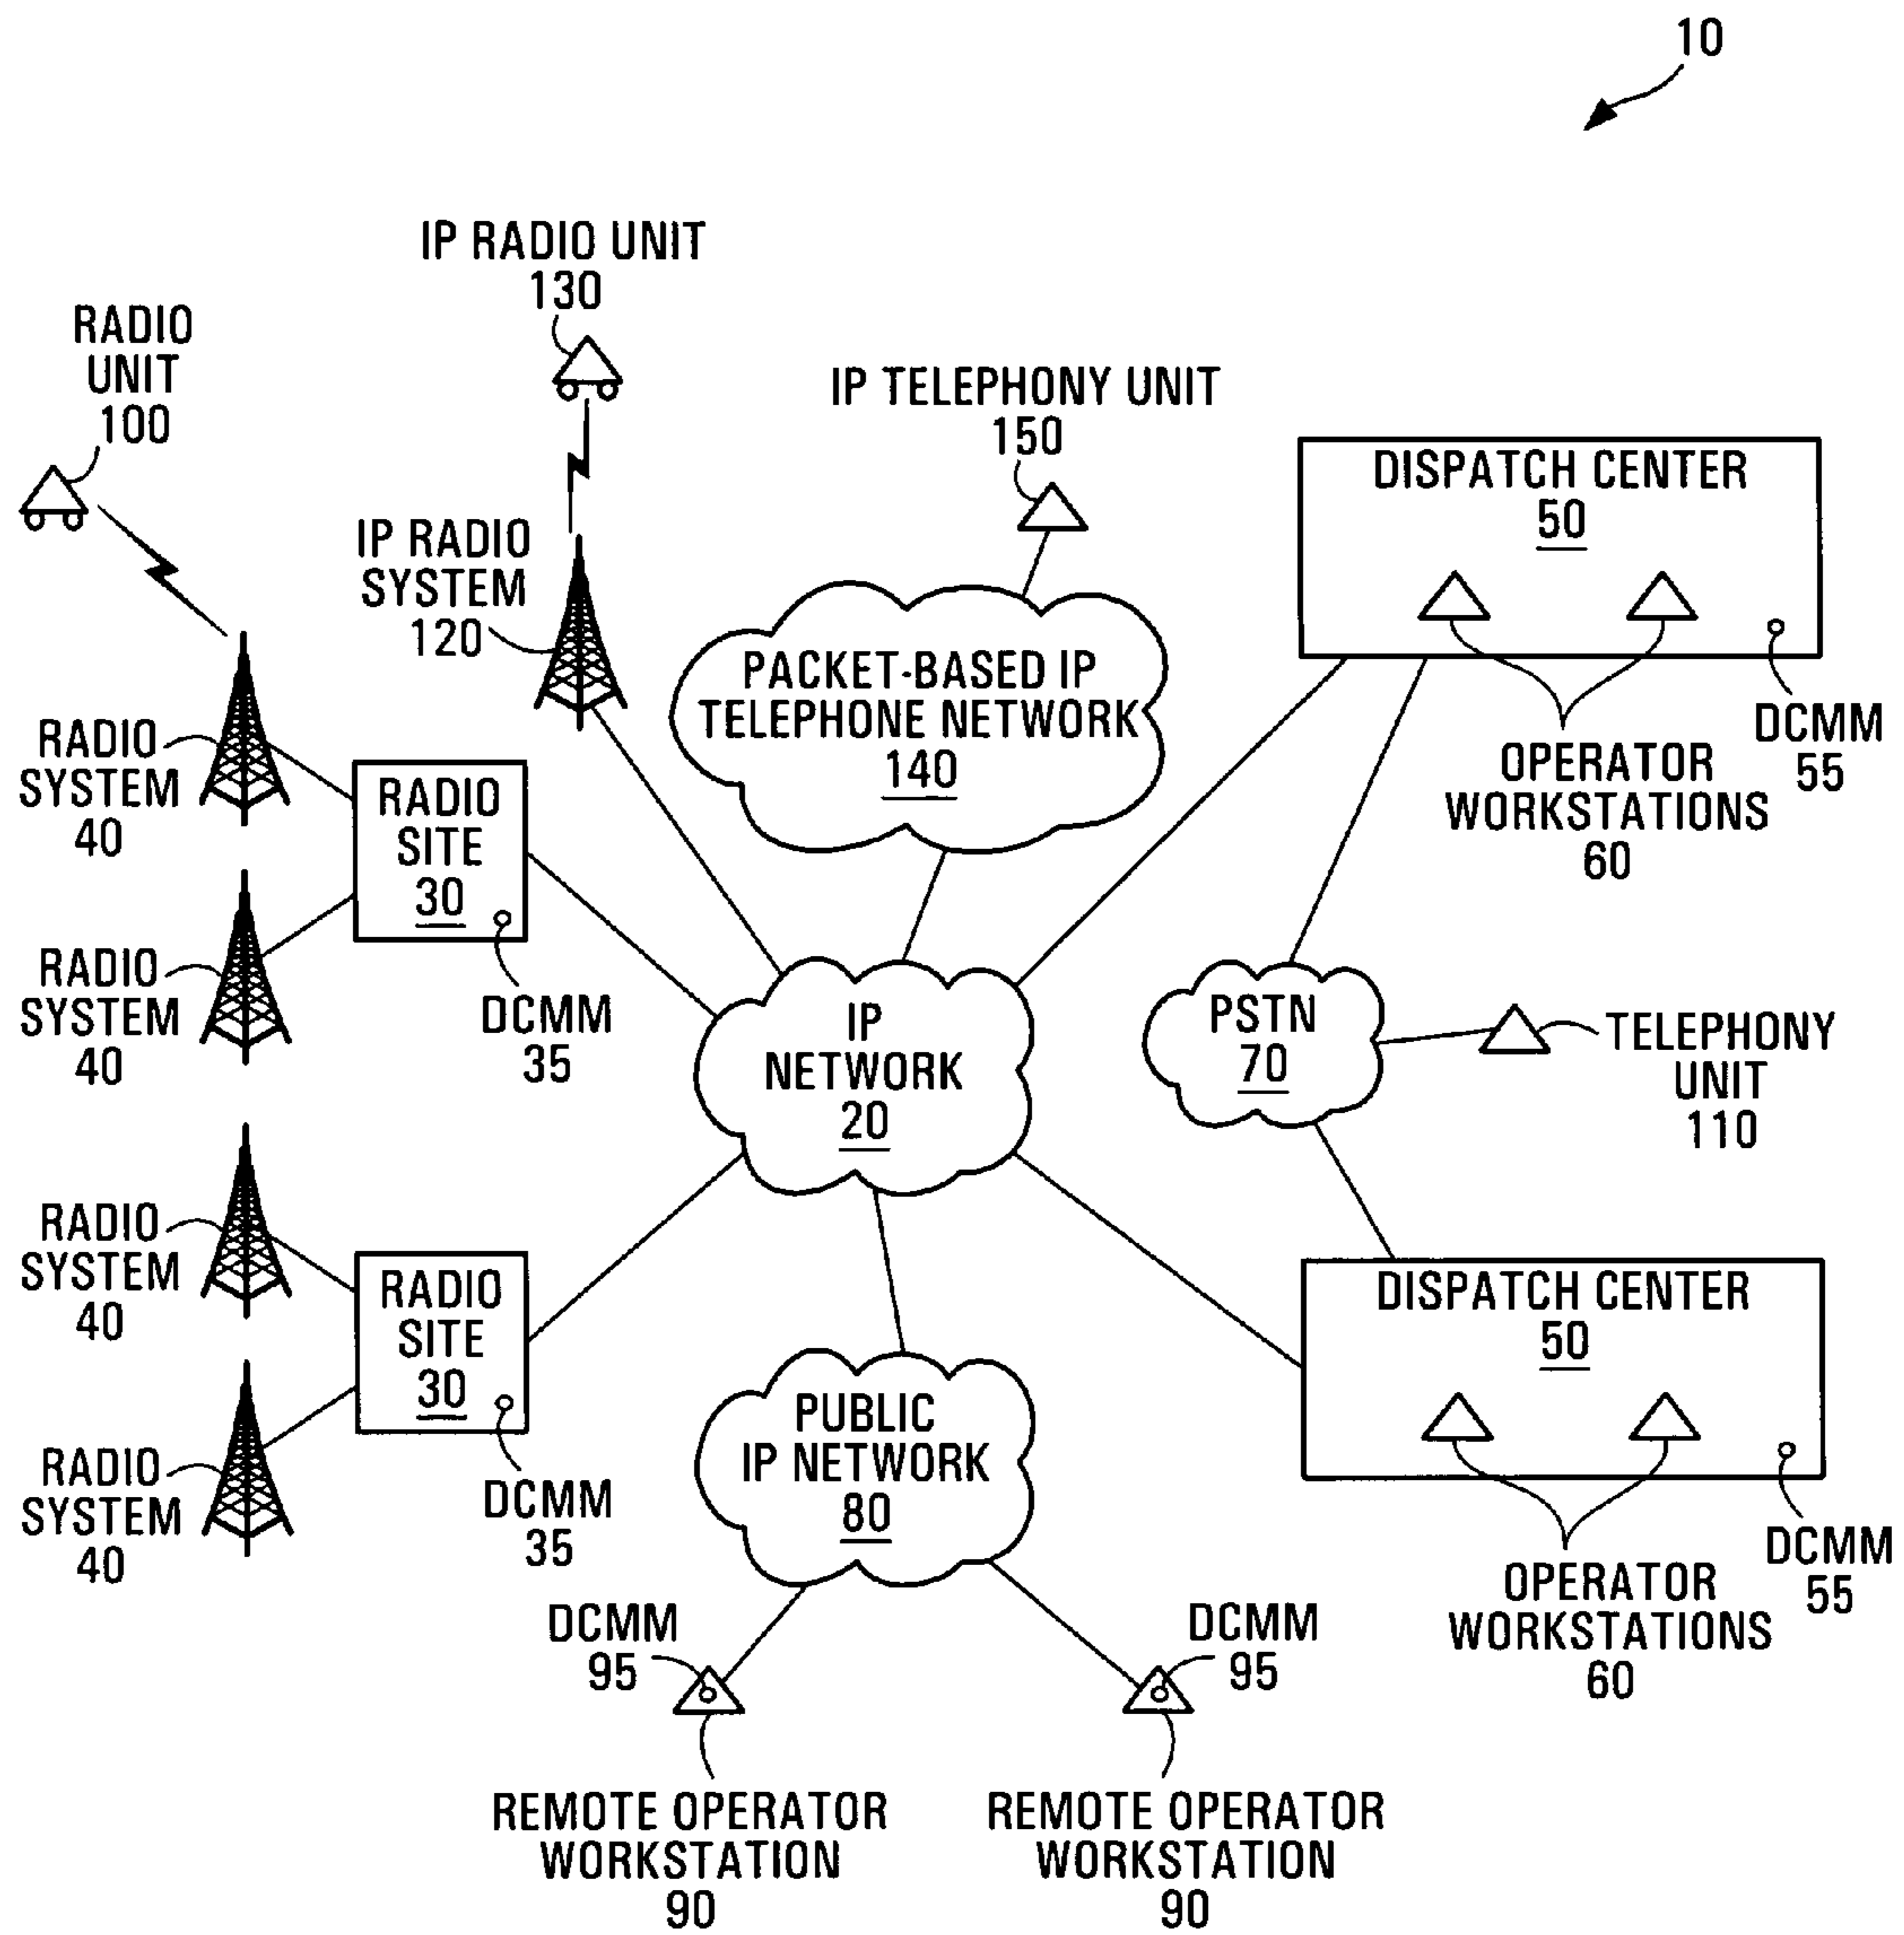 10
IP RADIO UNIT
130
RADIO
UNIT
100
IP TELEPHONY UNIT
150
IP RADIO
SYSTEM
120
DISPATCH CENTER
50
DCMM
55
OPERATOR
WORKSTATIONS
60
PACKET-BASED IP
TELEPHONE NETWORK
140
RADIO
SYSTEM
40
RADIO
SITE
30
DCMM
35
RADIO
SYSTEM
40
IP
NETWORK
20
PSTN
70
TELEPHONY
UNIT
110
RADIO
SYSTEM
40
RADIO
SITE
30
DCMM
35
RADIO
SYSTEM
40
PUBLIC
IP NETWORK
80
DISPATCH CENTER
50
DCMM
55
OPERATOR
WORKSTATIONS
60
DCMM
95
DCMM
95
REMOTE OPERATOR
WORKSTATION
90
REMOTE OPERATOR
WORKSTATION
90